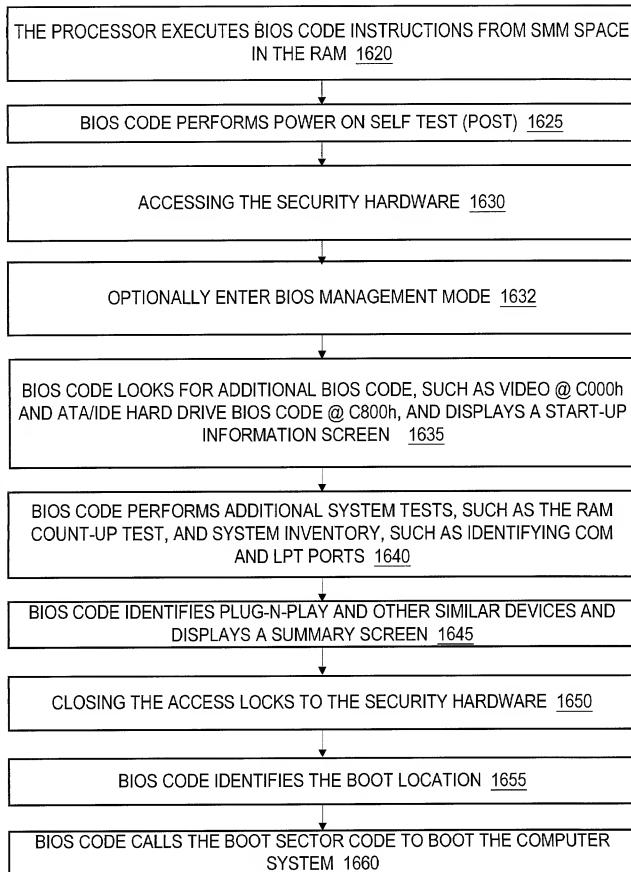 THE PROCESSOR EXECUTES BIOS CODE INSTRUCTIONS FROM SMM SPACE
IN THE RAM 1620
BIOS CODE PERFORMS POWER ON SELF TEST (POST) 1625
ACCESSING THE SECURITY HARDWARE 1630
OPTIONALLY ENTER BIOS MANAGEMENT MODE 1632
BIOS CODE LOOKS FOR ADDITIONAL BIOS CODE, SUCH AS VIDEO @ C000h
AND ATA/IDE HARD DRIVE BIOS CODE @ C800h, AND DISPLAYS A START-UP
INFORMATION SCREEN 1635
BIOS CODE PERFORMS ADDITIONAL SYSTEM TESTS, SUCH AS THE RAM
COUNT-UP TEST, AND SYSTEM INVENTORY, SUCH AS IDENTIFYING COM
AND LPT PORTS 1640
BIOS CODE IDENTIFIES PLUG-N-PLAY AND OTHER SIMILAR DEVICES AND
DISPLAYS A SUMMARY SCREEN 1645
CLOSING THE ACCESS LOCKS TO THE SECURITY HARDWARE 1650
BIOS CODE IDENTIFIES THE BOOT LOCATION 1655
BIOS CODE CALLS THE BOOT SECTOR CODE TO BOOT THE COMPUTER
SYSTEM 1660